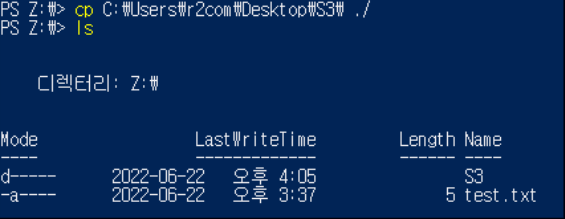 PS Z:₩> cp C:₩Users₩r2com₩Desktop₩S3₩ ./
PS Z:₩> ls
디렉터리: Z:₩
Mode LastWriteTime Length Name
---- ------------- ------ ----
d----- 2022-06-22 오후 4:05 S3
-a---- 2022-06-22 오후 3:37 5 test.txt